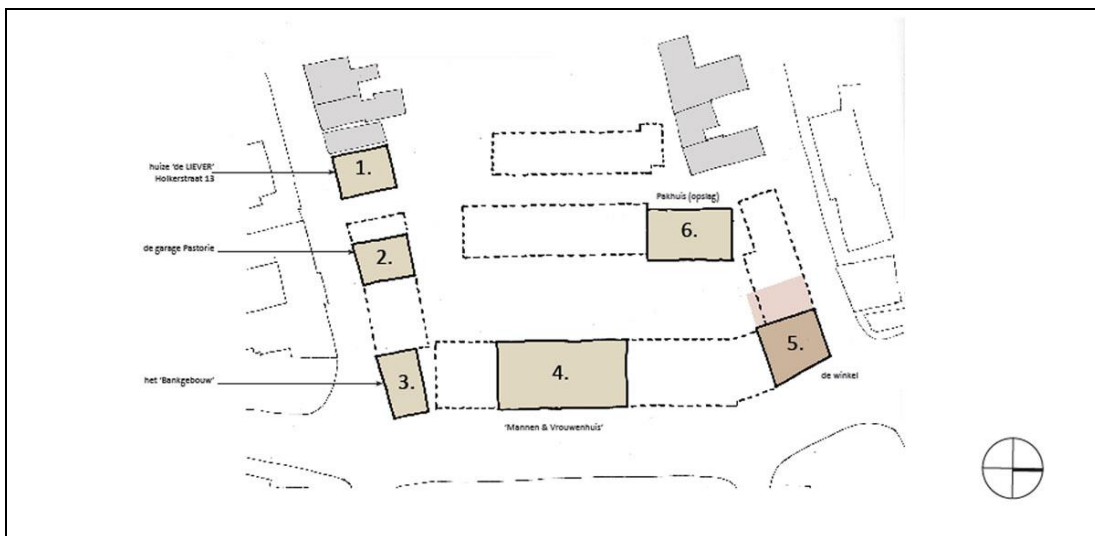 huize 'de LIEVER'
Holkerstraat 13
1.
Pakhuis (opslag)
6.
de garage Pastorie
2.
5.
het 'Bankgebouw'
3.
4.
de winkel
'Mannen & Vrouwenhuis'